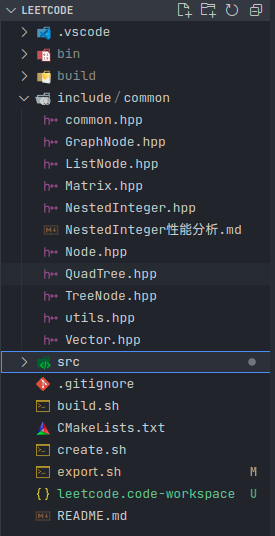 LEETCODE
.vscode
bin
build
include / common
common.hpp
GraphNode.hpp
ListNode.hpp
Matrix.hpp
NestedInteger.hpp
NestedInteger性能分析.md
Node.hpp
QuadTree.hpp
TreeNode.hpp
utils.hpp
Vector.hpp
src
.gitignore
build.sh
CMakeLists.txt
create.sh
export.sh M
leetcode.code-workspace U
README.md